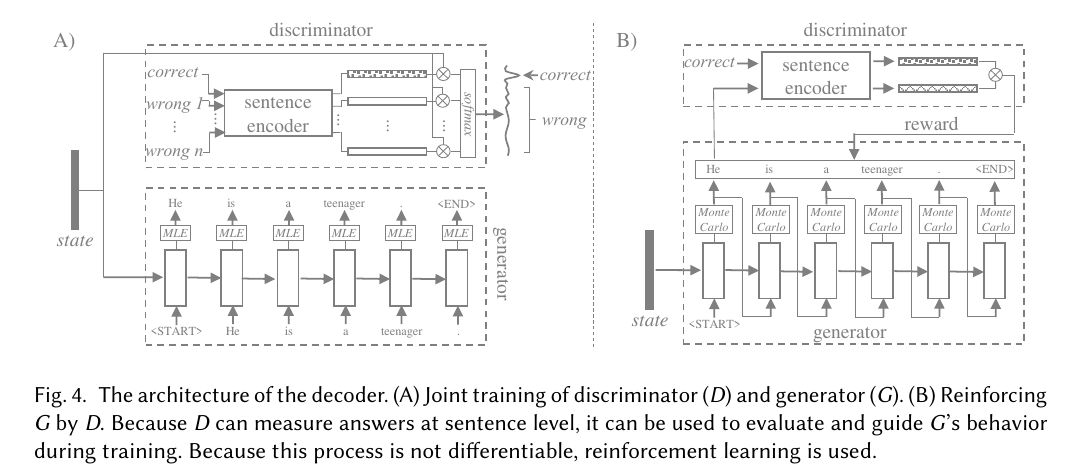 A)
discriminator
correct
wrong 1
⋮
wrong n
sentence
encoder
softmax
correct
wrong
state
He is a teenager . <END>
MLE MLE MLE MLE MLE MLE
<START> He is a teenager .
generator
B)
discriminator
correct
sentence
encoder
reward
He is a teenager . <END>
Monte Monte Monte Monte Monte Monte
Carlo Carlo Carlo Carlo Carlo Carlo
state
<START>
generator
Fig. 4. The architecture of the decoder. (A) Joint training of discriminator (D) and generator (G). (B) Reinforcing
G by D. Because D can measure answers at sentence level, it can be used to evaluate and guide G's behavior
during training. Because this process is not differentiable, reinforcement learning is used.